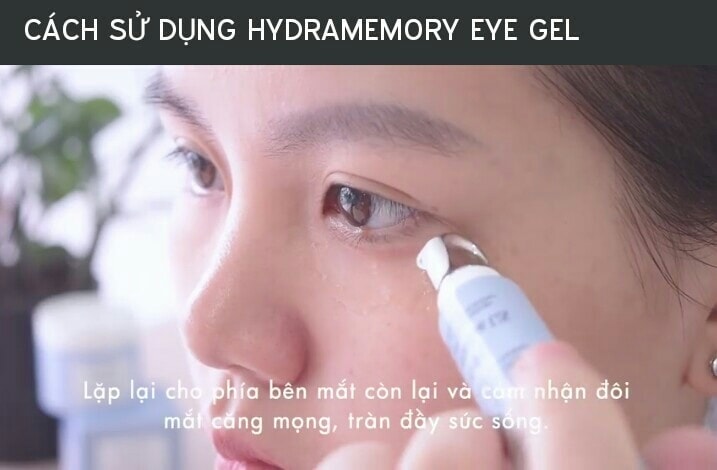 CÁCH SỬ DỤNG HYDRAMEMORY EYE GEL
Lặp lại cho phía bên mắt còn lại và cảm nhận đôi
mắt căng mọng, tràn đầy sức sống.